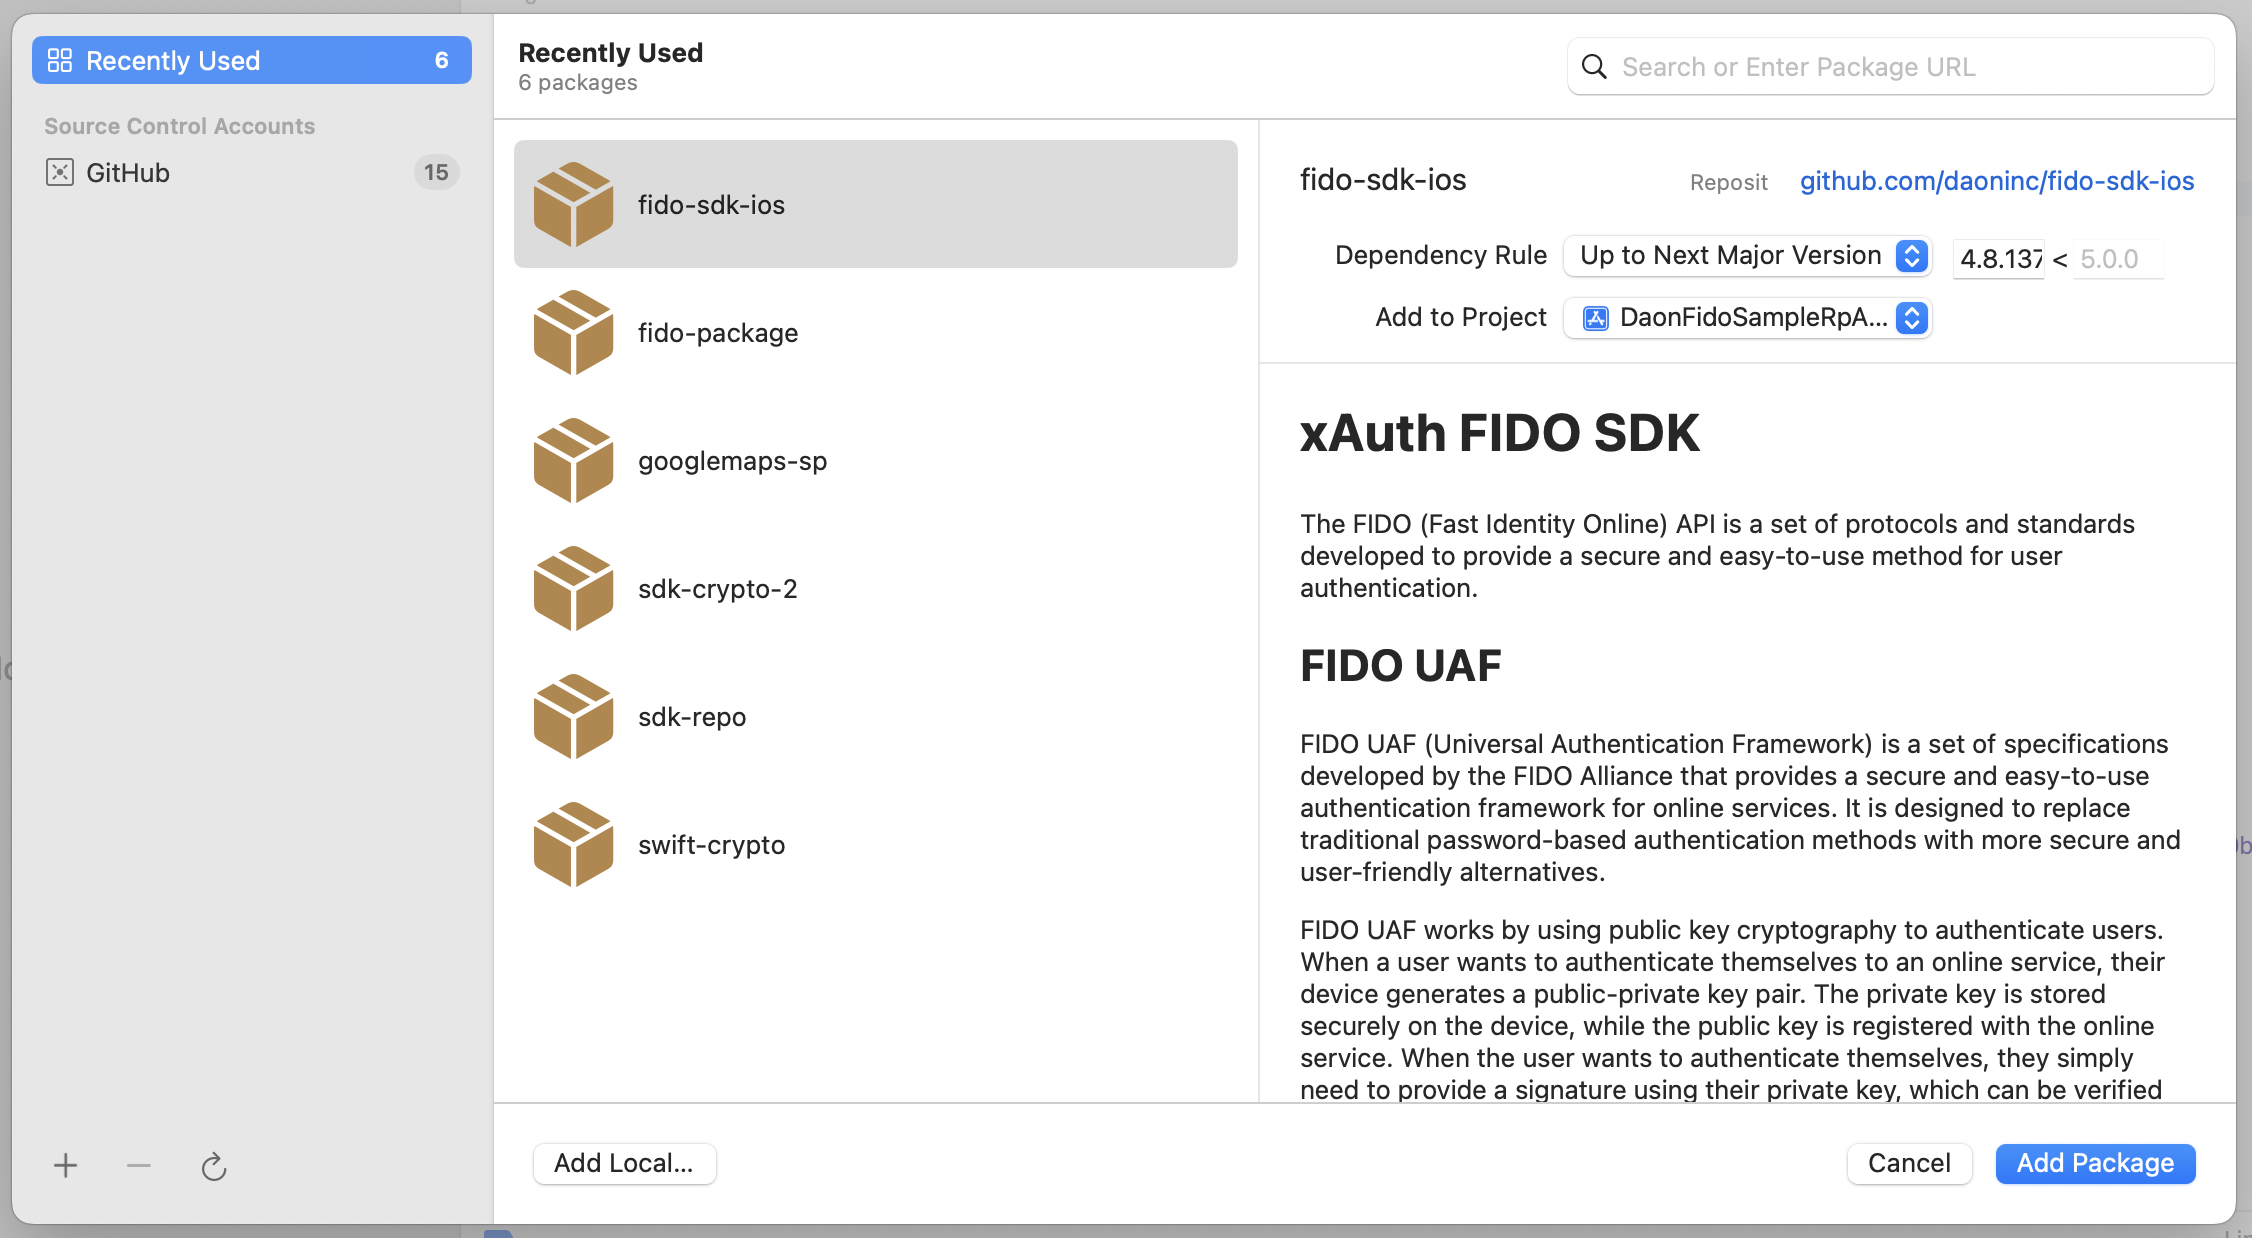 Recently Used 6
Source Control Accounts
GitHub 15
Recently Used
6 packages
Search or Enter Package URL
fido-sdk-ios
fido-package
googlemaps-sp
sdk-crypto-2
sdk-repo
swift-crypto
fido-sdk-ios Reposit github.com/daoninc/fido-sdk-ios
Dependency Rule Up to Next Major Version 4.8.137 < 5.0.0
Add to Project DaonFidoSampleRpA...
xAuth FIDO SDK
The FIDO (Fast Identity Online) API is a set of protocols and standards
developed to provide a secure and easy-to-use method for user
authentication.
FIDO UAF
FIDO UAF (Universal Authentication Framework) is a set of specifications
developed by the FIDO Alliance that provides a secure and easy-to-use
authentication framework for online services. It is designed to replace
traditional password-based authentication methods with more secure and
user-friendly alternatives.
FIDO UAF works by using public key cryptography to authenticate users.
When a user wants to authenticate themselves to an online service, their
device generates a public-private key pair. The private key is stored
securely on the device, while the public key is registered with the online
service. When the user wants to authenticate themselves, they simply
need to provide a signature using their private key, which can be verified
Add Local...
Cancel
Add Package